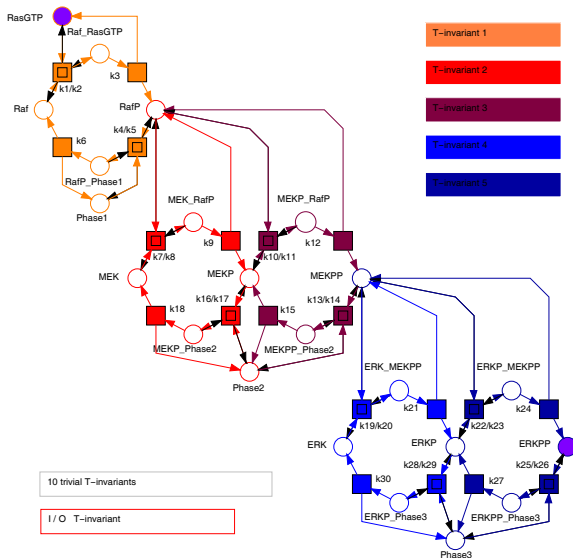 RasGTP
Raf_RasGTP
T-invariant 1
k1/k2
k3
T-invariant 2
Raf
RafP
T-invariant 3
k6
k4/k5
T-invariant 4
RafP_Phase1
T-invariant 5
Phase1
MEK_RafP
MEKP_RafP
k7/k8
k9
k10/k11
k12
MEK
MEKP
MEKPP
k18
k16/k17
k15
k13/k14
MEKP_Phase2
MEKPP_Phase2
Phase2
ERK_MEKPP
ERKP_MEKPP
k19/k20
k21
k22/k23
k24
ERK
ERKP
ERKPP
k30
k28/k29
k27
k25/k26
ERKP_Phase3
ERKPP_Phase3
Phase3
10 trivial T-invariants
I / O T-invariant